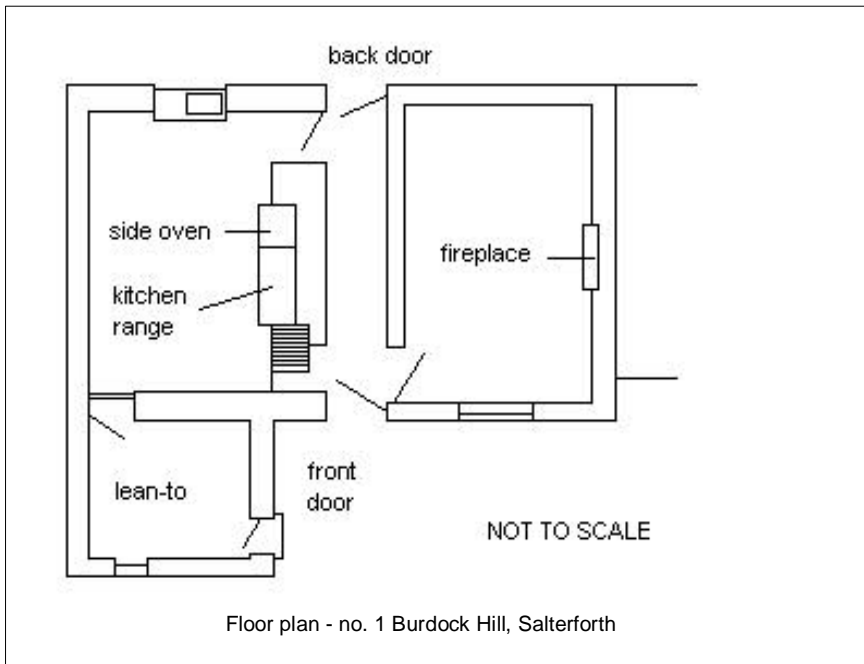 back door
side oven
fireplace
kitchen
range
lean-to
front
door
NOT TO SCALE
Floor plan - no. 1 Burdock Hill, Salterforth